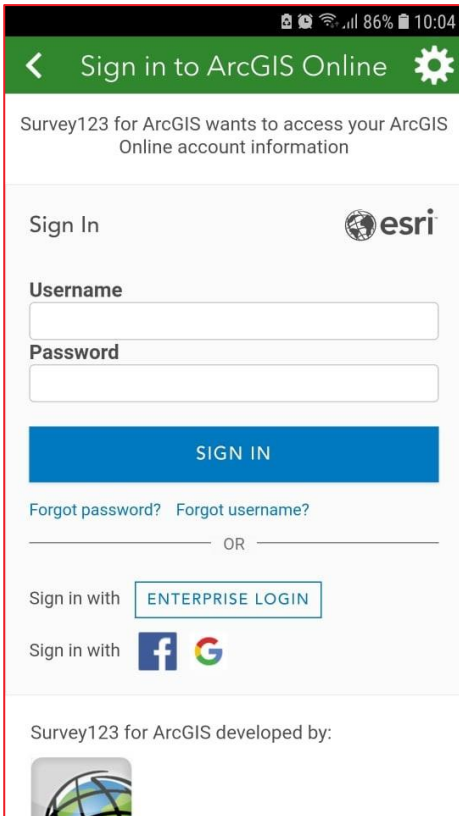 86% 10:04
Sign in to ArcGIS Online
Survey123 for ArcGIS wants to access your ArcGIS
Online account information
Sign In
esri
Username
Password
SIGN IN
Forgot password? Forgot username?
OR
Sign in with ENTERPRISE LOGIN
Sign in with f G
Survey123 for ArcGIS developed by: